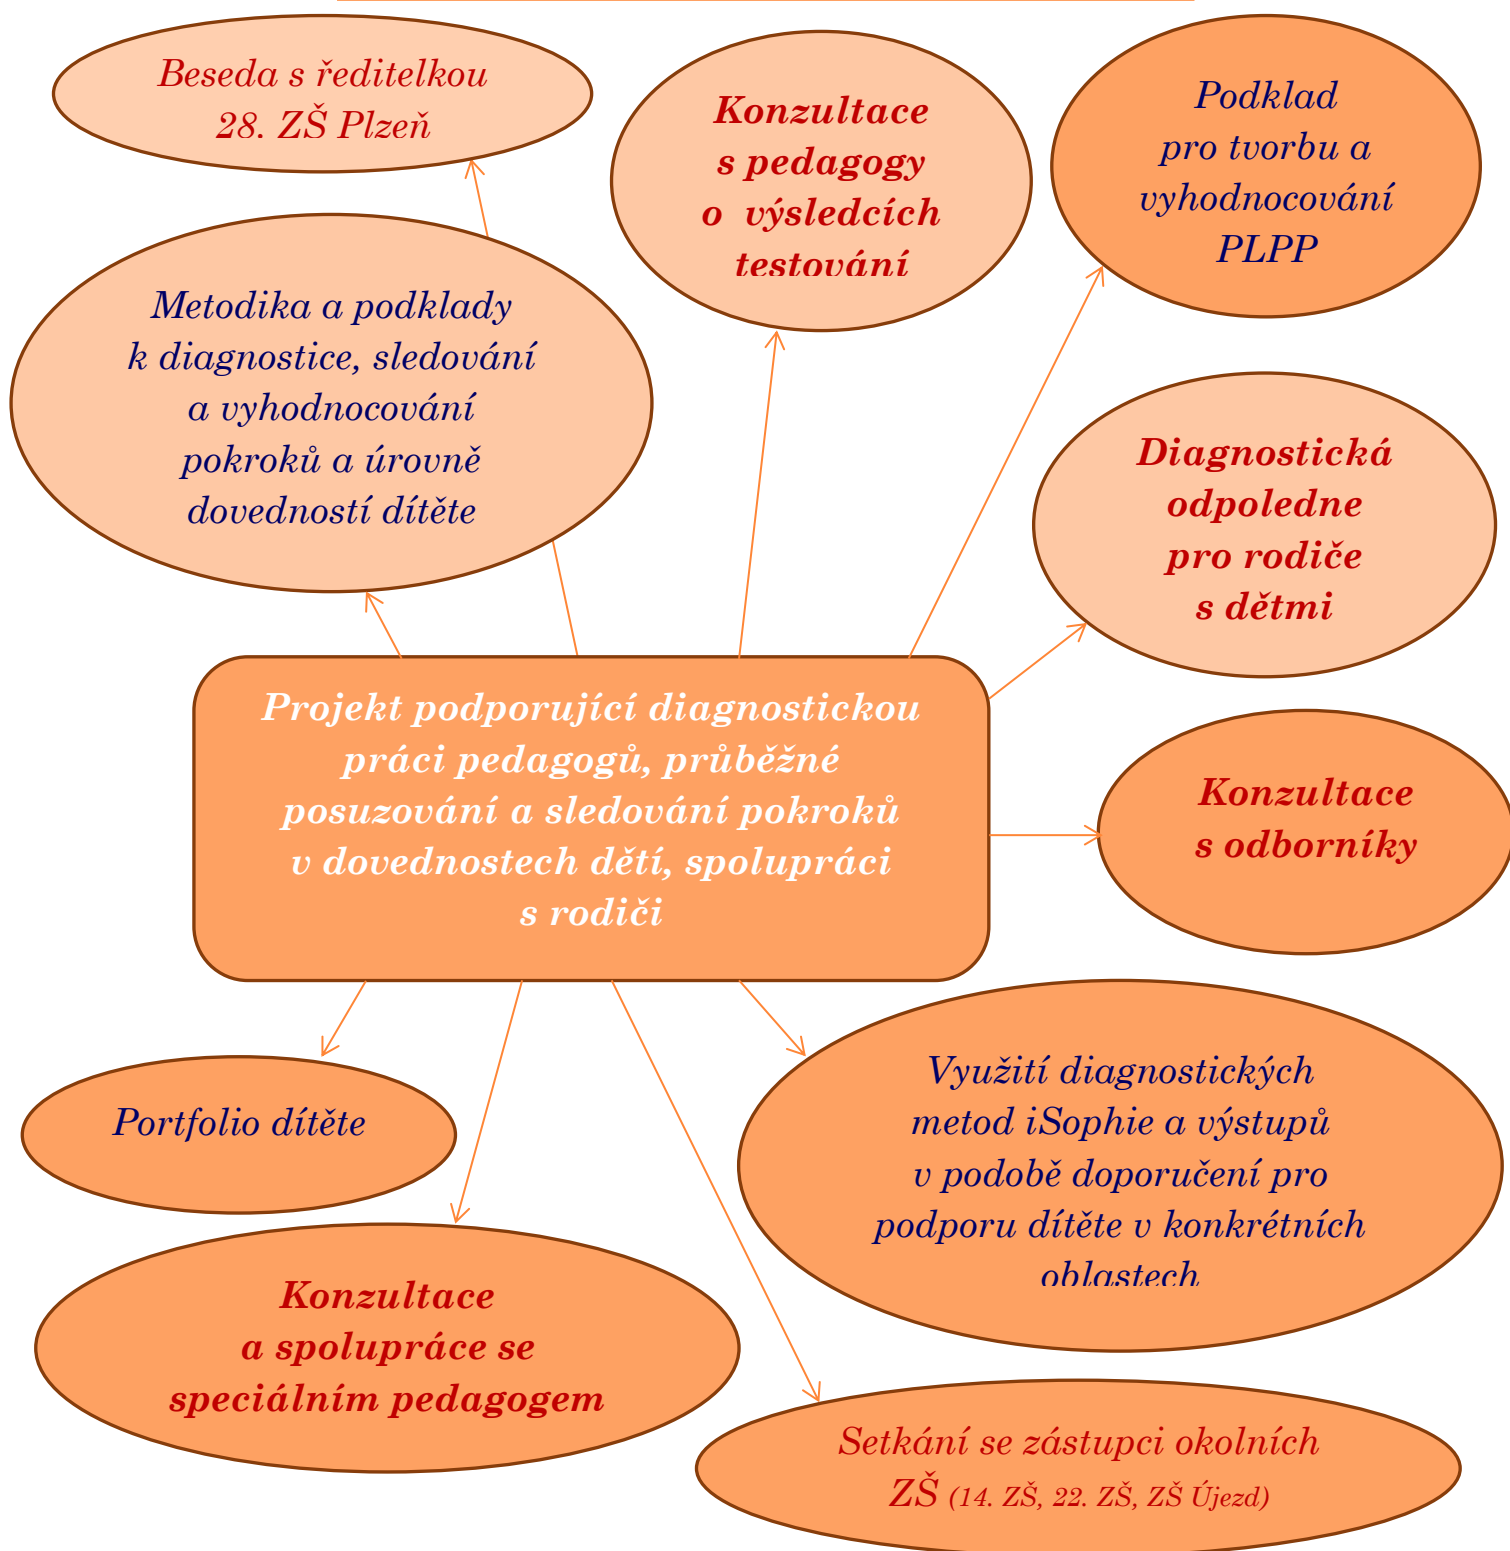 Beseda s ředitelkou
28. ZŠ Plzeň
Konzultace
s pedagogy
o výsledcích
testování
Podklad
pro tvorbu a
vyhodnocování
PLPP
Metodika a podklady
k diagnostice, sledování
a vyhodnocování
pokroků a úrovně
dovedností dítěte
Diagnostická
odpoledne
pro rodiče
s dětmi
Projekt podporující diagnostickou
práci pedagogů, průběžné
posuzování a sledování pokroků
v dovednostech dětí, spolupráci
s rodiči
Konzultace
s odborníky
Portfolio dítěte
Využití diagnostických
metod iSophie a výstupů
v podobě doporučení pro
podporu dítěte v konkrétních
oblastech
Konzultace
a spolupráce se
speciálním pedagogem
Setkání se zástupci okolních
ZŠ (14. ZŠ, 22. ZŠ, ZŠ Újezd)